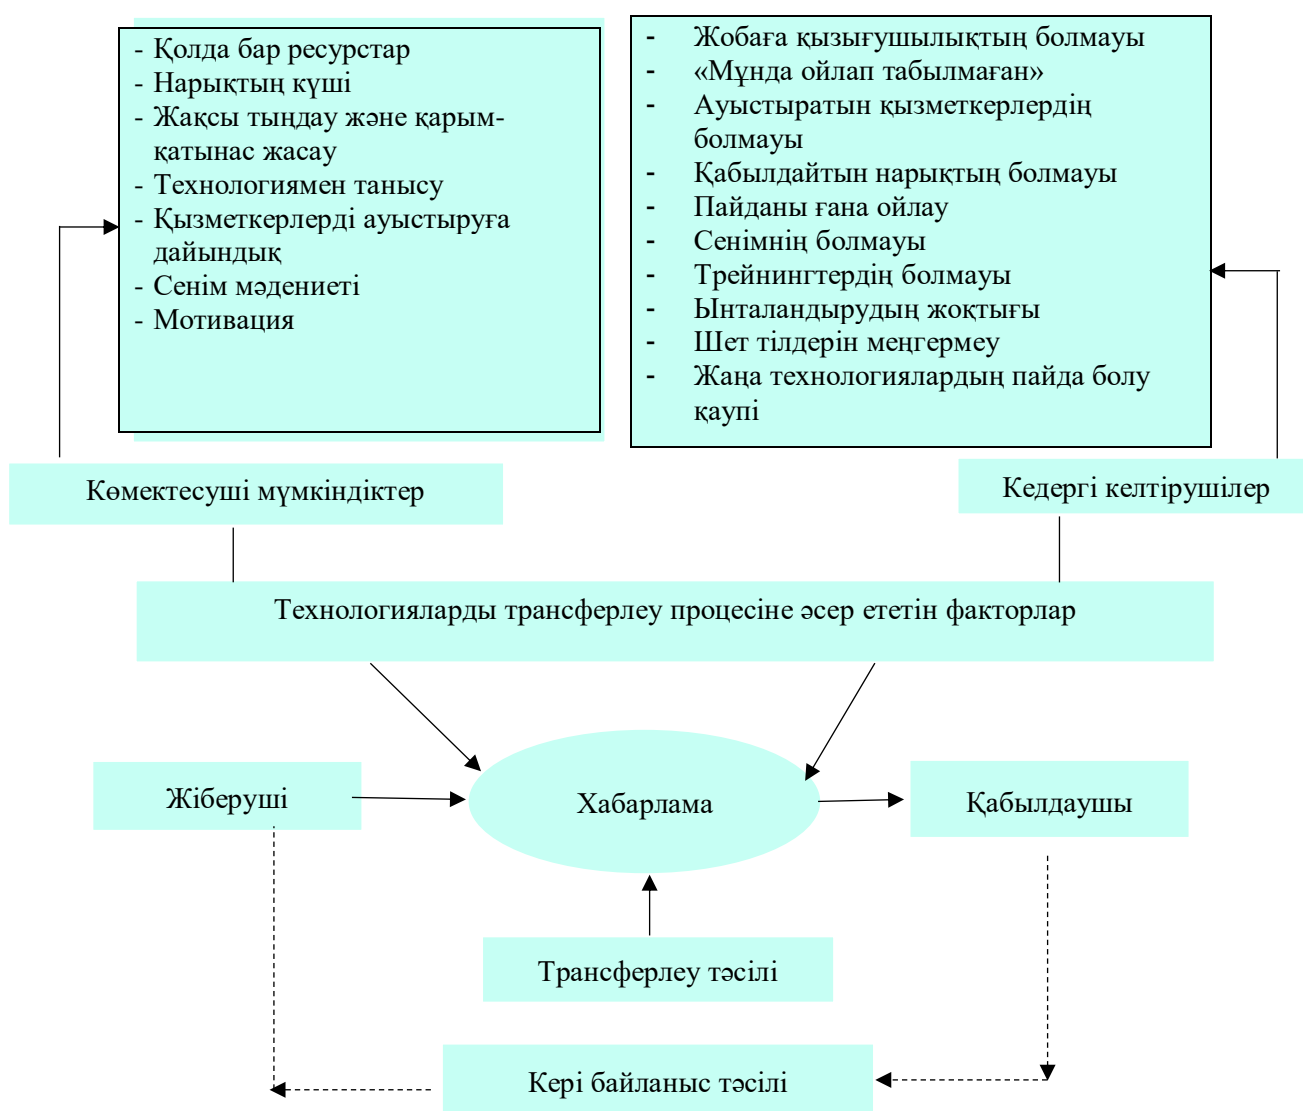 - Қолда бар ресурстар
- Нарықтың күші
- Жақсы тыңдау және қарым-
қатынас жасау
- Технологиямен танысу
- Қызметкерлерді ауыстыруға
дайындық
- Сенім мәдениеті
- Мотивация
- Жобаға қызығушылықтың болмауы
- «Мұнда ойлап табылмаған»
- Ауыстыратын қызметкерлердің
болмауы
- Қабылдайтын нарықтың болмауы
- Пайданы ғана ойлау
- Сенімнің болмауы
- Трейнингтердің болмауы
- Ынталандырудың жоқтығы
- Шет тілдерін меңгермеу
- Жаңа технологиялардың пайда болу
қаупі
Көмектесуші мүмкіндіктер
Кедергі келтірушілер
Технологияларды трансферлеу процесіне әсер ететін факторлар
Жіберуші
Хабарлама
Қабылдаушы
Трансферлеу тәсілі
Кері байланыс тәсілі